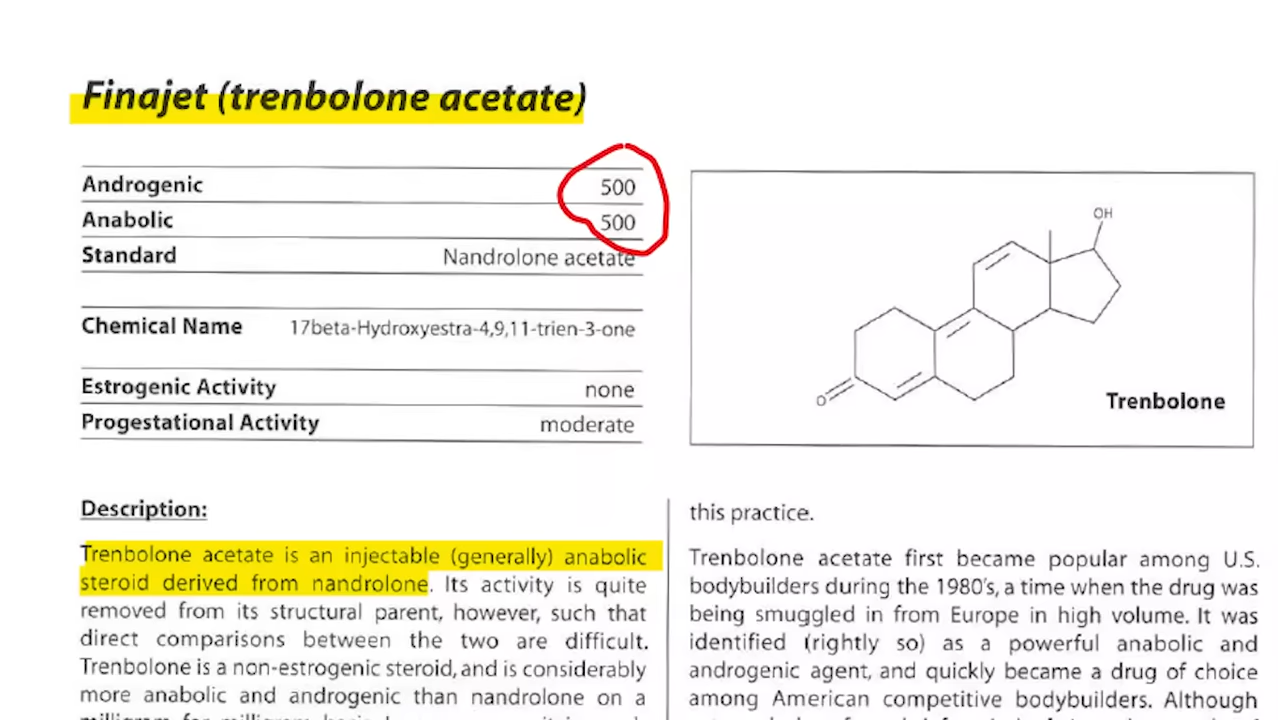 Finajet (trenbolone acetate)
Androgenic 500
Anabolic 500
Standard Nandrolone acetate
Chemical Name 17beta-Hydroxyestra-4,9,11-trien-3-one
Estrogenic Activity none
Progestational Activity moderate
OH
O
Trenbolone
Description:
Trenbolone acetate is an injectable (generally) anabolic
steroid derived from nandrolone. Its activity is quite
removed from its structural parent, however, such that
direct comparisons between the two are difficult.
Trenbolone is a non-estrogenic steroid, and is considerably
more anabolic and androgenic than nandrolone on a
this practice.
Trenbolone acetate first became popular among U.S.
bodybuilders during the 1980's, a time when the drug was
being smuggled in from Europe in high volume. It was
identified (rightly so) as a powerful anabolic and
androgenic agent, and quickly became a drug of choice
among American competitive bodybuilders. Although